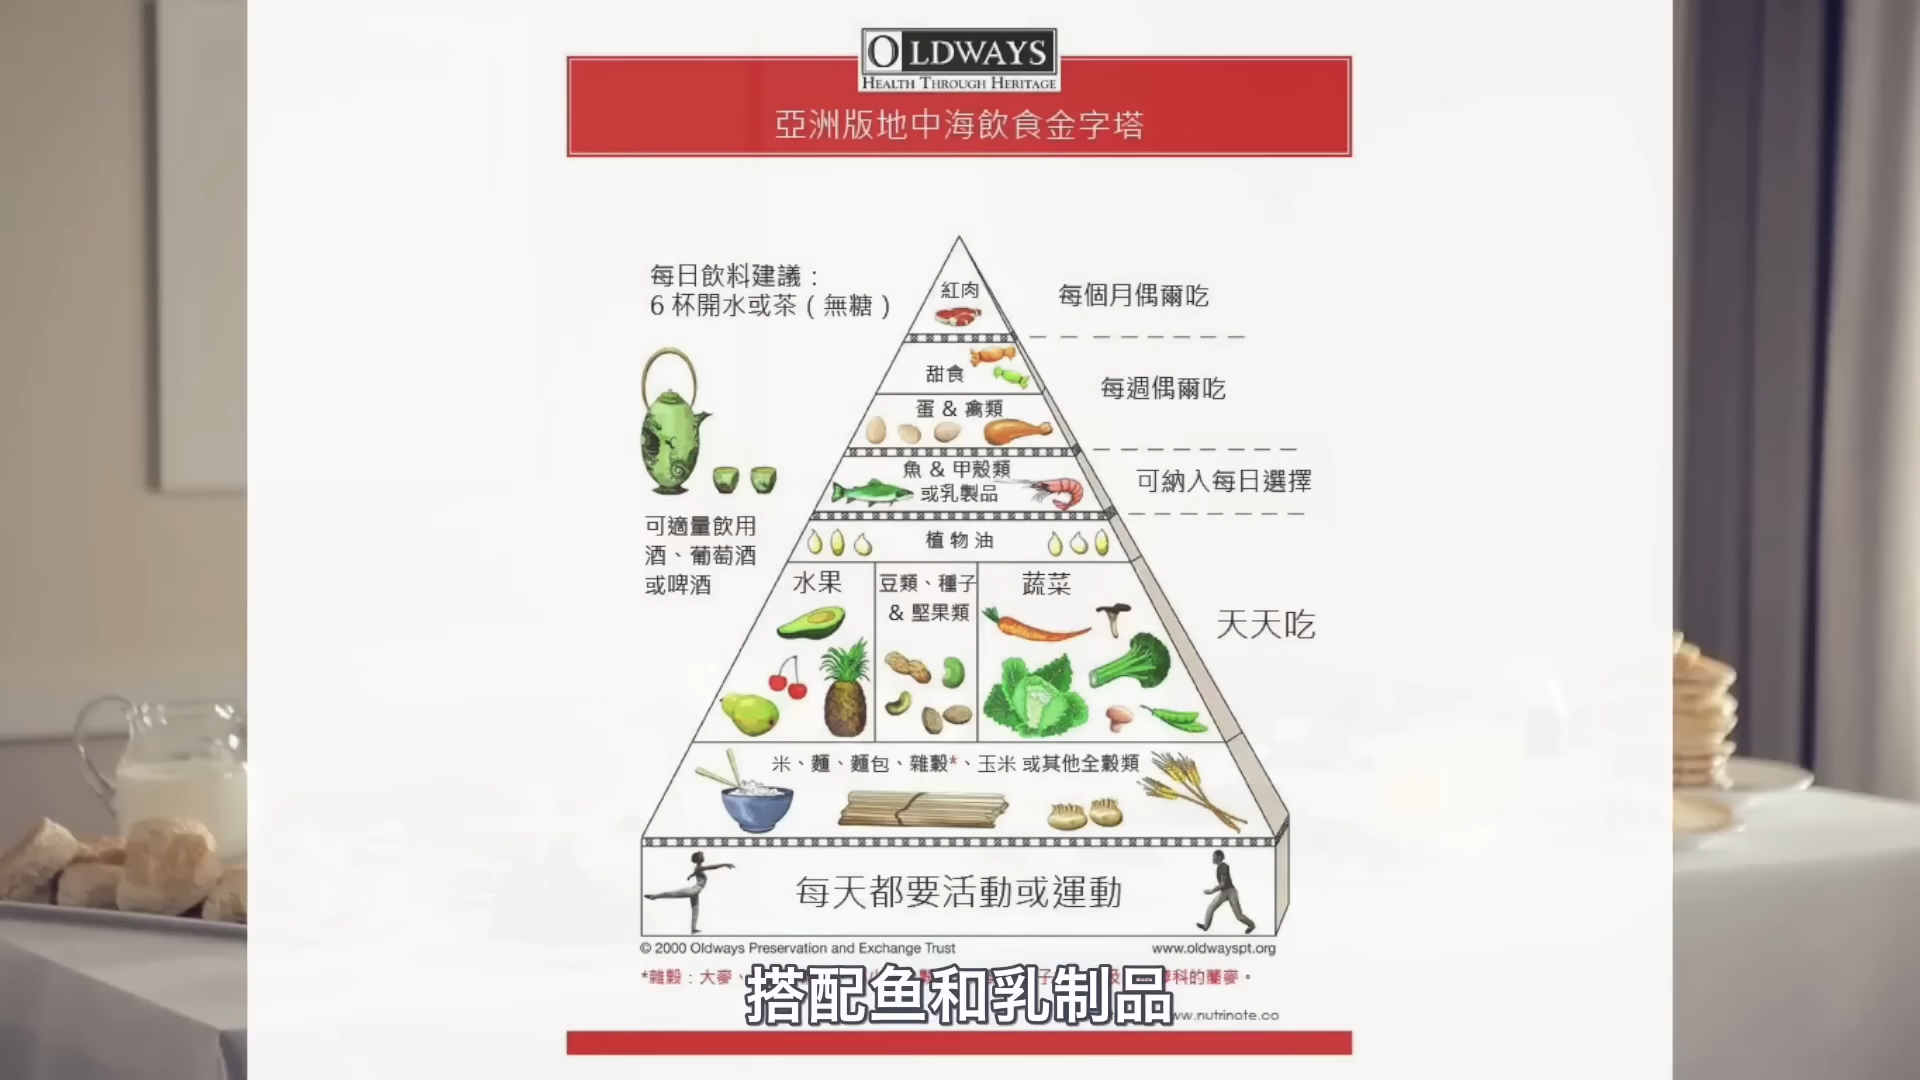 OLDWAYS
HEALTH THROUGH HERITAGE
亞洲版地中海飲食金字塔
每日飲料建議：
6 杯開水或茶（無糖）
紅肉
每個月偶爾吃
甜食
每週偶爾吃
蛋 & 禽類
魚 & 甲殼類
或乳製品
可納入每日選擇
可適量飲用
酒、葡萄酒
或啤酒
植物油
水果
豆類、種子
& 堅果類
蔬菜
天天吃
米、麵、麵包、雜穀*、玉米 或其他全穀類
每天都要活動或運動
© 2000 Oldways Preservation and Exchange Trust
www.oldwayspt.org
*雜穀：大麥、
科的藺麥。
搭配鱼和乳制品
www.nutrinote.co